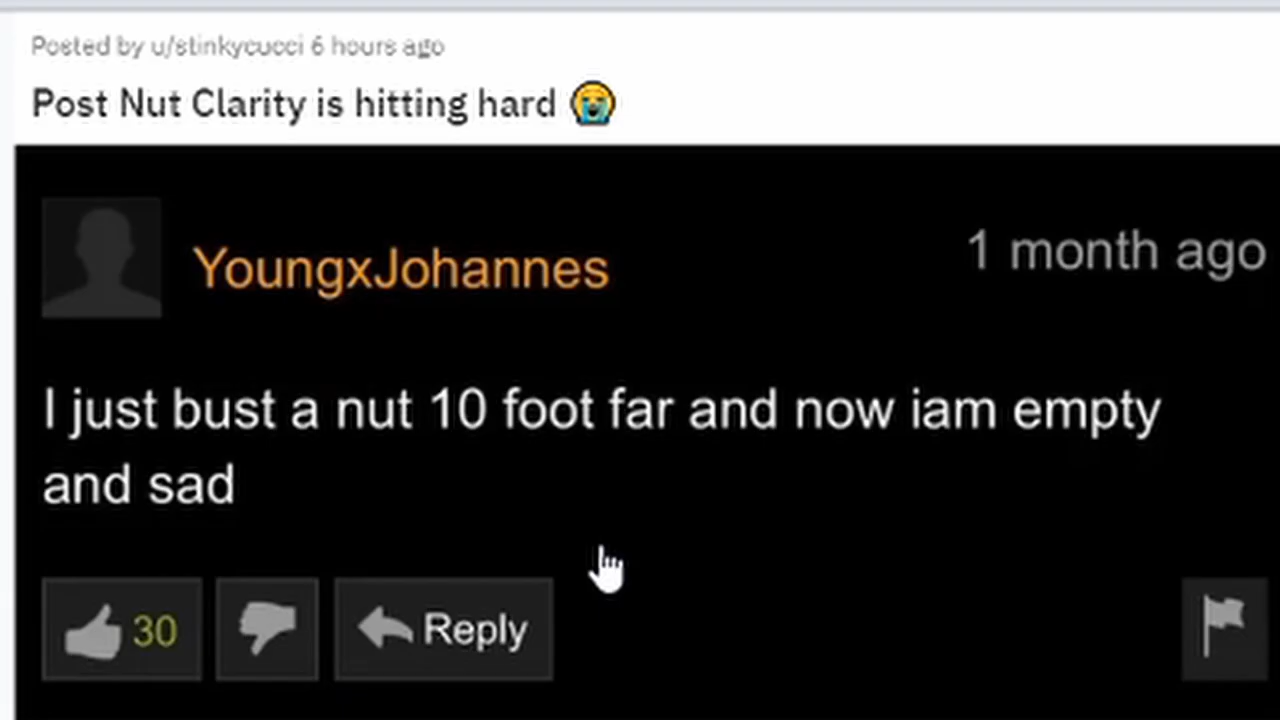 Posted by u/stinkycucci 6 hours ago
Post Nut Clarity is hitting hard 😭
YoungxJohannes
1 month ago
I just bust a nut 10 foot far and now iam empty
and sad
30
Reply